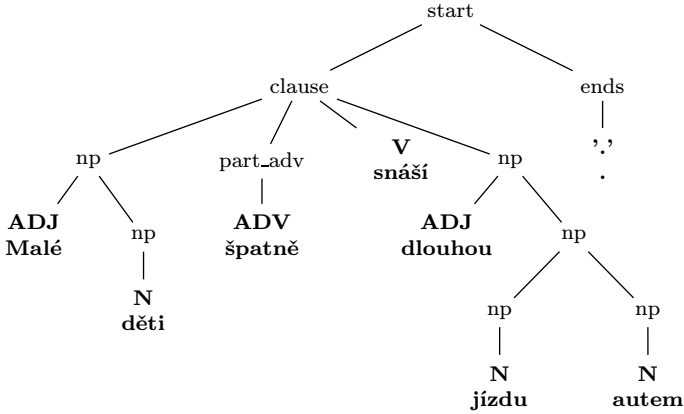 start
clause ends
np part_adv V np '.'
snáší .
ADJ np ADV ADJ np
Malé špatně dlouhou
N np np
děti
N N
jízdu autem